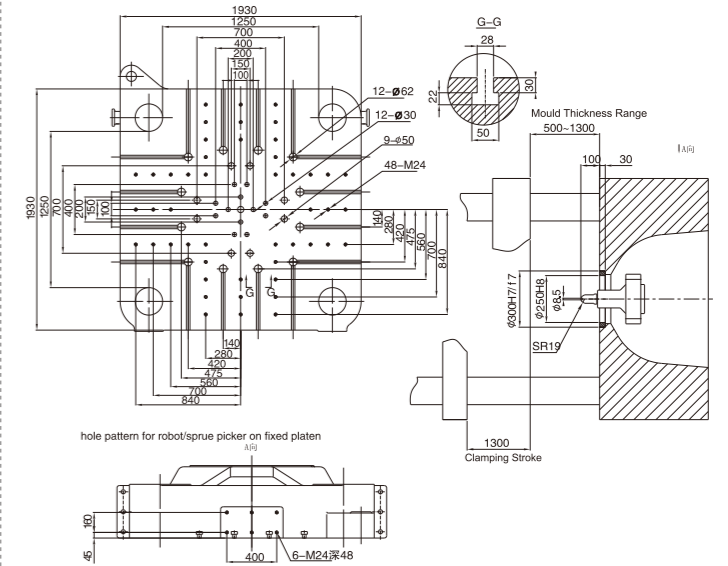 1930
1250
700
400
200
150
100
1930
1250
700
400
200
150
100
12-ø62
12-ø30
9-ø50
48-M24
140
280
420
475
560
700
840
G
G
140
280
420
475
560
700
840
G-G
28
30
22
50
Mould Thickness Range
500~1300
100
30
A向
ø300H7/f7
ø250H8
ø8.5
SR19
1300
Clamping Stroke
hole pattern for robot/sprue picker on fixed platen
A向
160
45
400
6-M24深48